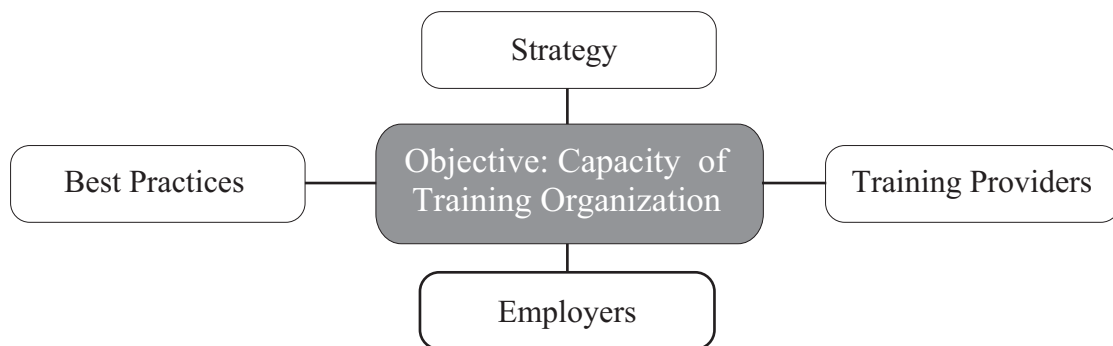 Strategy
Objective: Capacity of
Training Organization
Best Practices
Training Providers
Employers